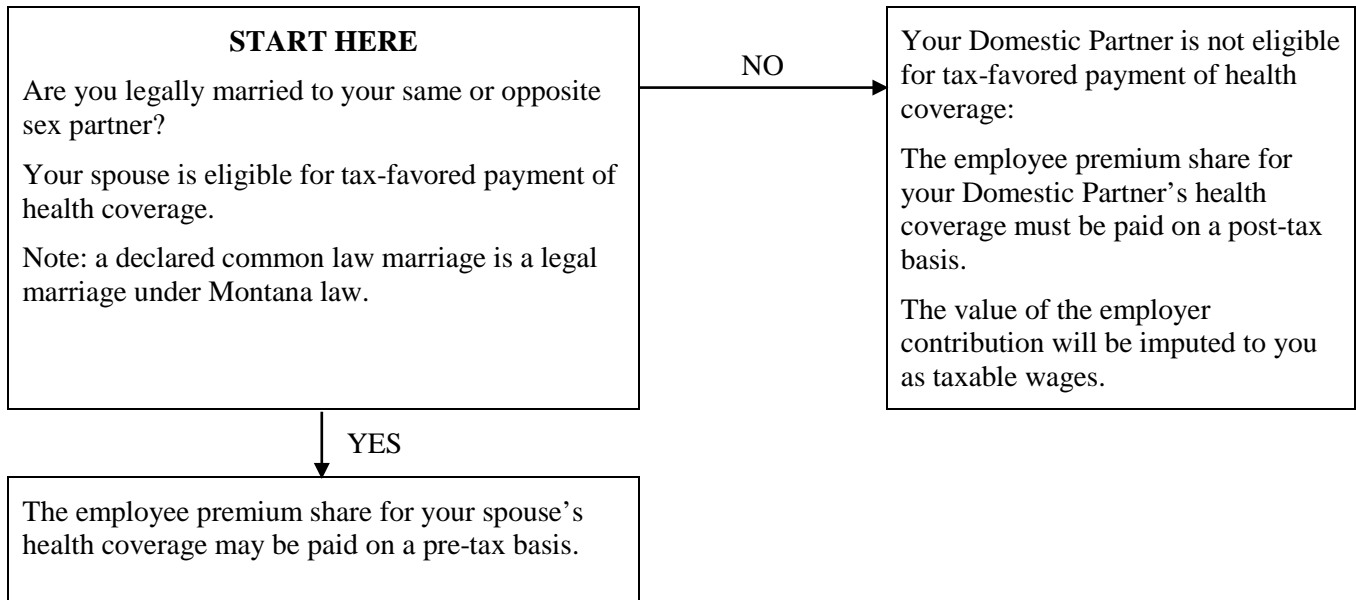 START HERE
Are you legally married to your same or opposite
sex partner?
Your spouse is eligible for tax-favored payment of
health coverage.
Note: a declared common law marriage is a legal
marriage under Montana law.
NO
Your Domestic Partner is not eligible
for tax-favored payment of health
coverage:
The employee premium share for
your Domestic Partner’s health
coverage must be paid on a post-tax
basis.
The value of the employer
contribution will be imputed to you
as taxable wages.
YES
The employee premium share for your spouse’s
health coverage may be paid on a pre-tax basis.